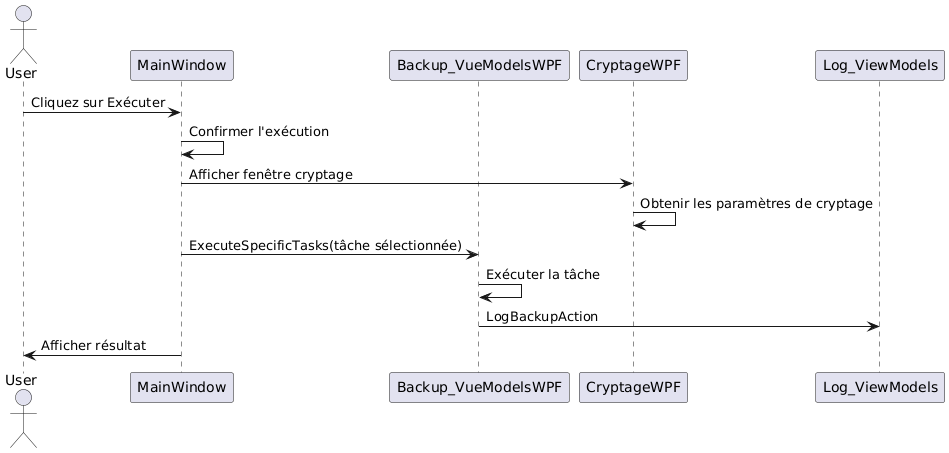 User
MainWindow
Backup_VueModelsWPF
CryptageWPF
Log_ViewModels
Cliquez sur Exécuter
Confirmer l'exécution
Afficher fenêtre cryptage
Obtenir les paramètres de cryptage
ExecuteSpecificTasks(tâche sélectionnée)
Exécuter la tâche
LogBackupAction
Afficher résultat
User
MainWindow
Backup_VueModelsWPF
CryptageWPF
Log_ViewModels